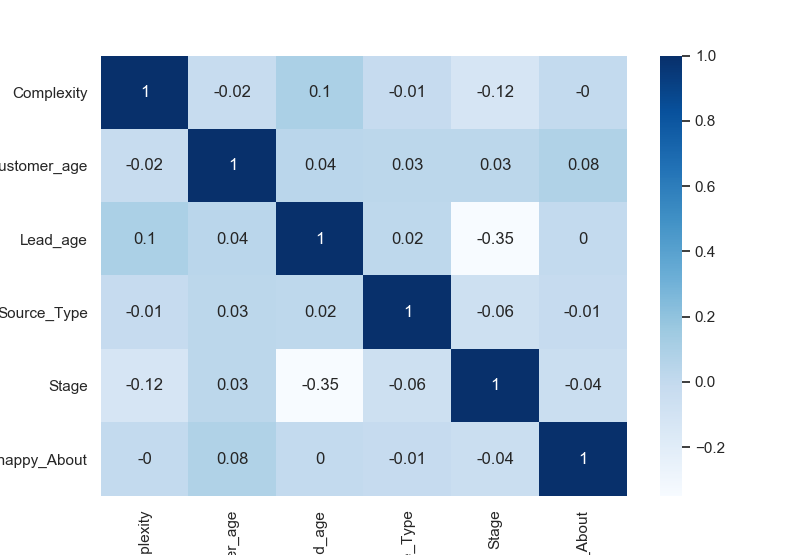 1.0
Complexity 1 -0.02 0.1 -0.01 -0.12 -0
0.8
ustomer_age -0.02 1 0.04 0.03 0.03 0.08
0.6
Lead_age 0.1 0.04 1 0.02 -0.35 0
0.4
Source_Type -0.01 0.03 0.02 1 -0.06 -0.01
0.2
Stage -0.12 0.03 -0.35 -0.06 1 -0.04
0.0
happy_About -0 0.08 0 -0.01 -0.04 1
−0.2
plexity
er_age
d_age
_Type
Stage
_About